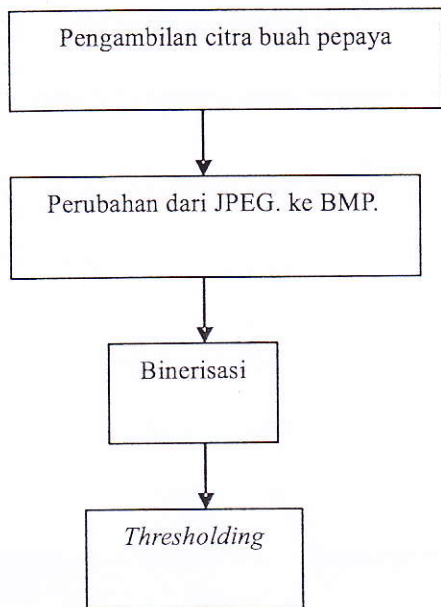 Pengambilan citra buah pepaya
Perubahan dari JPEG. ke BMP.
Binerisasi
Thresholding